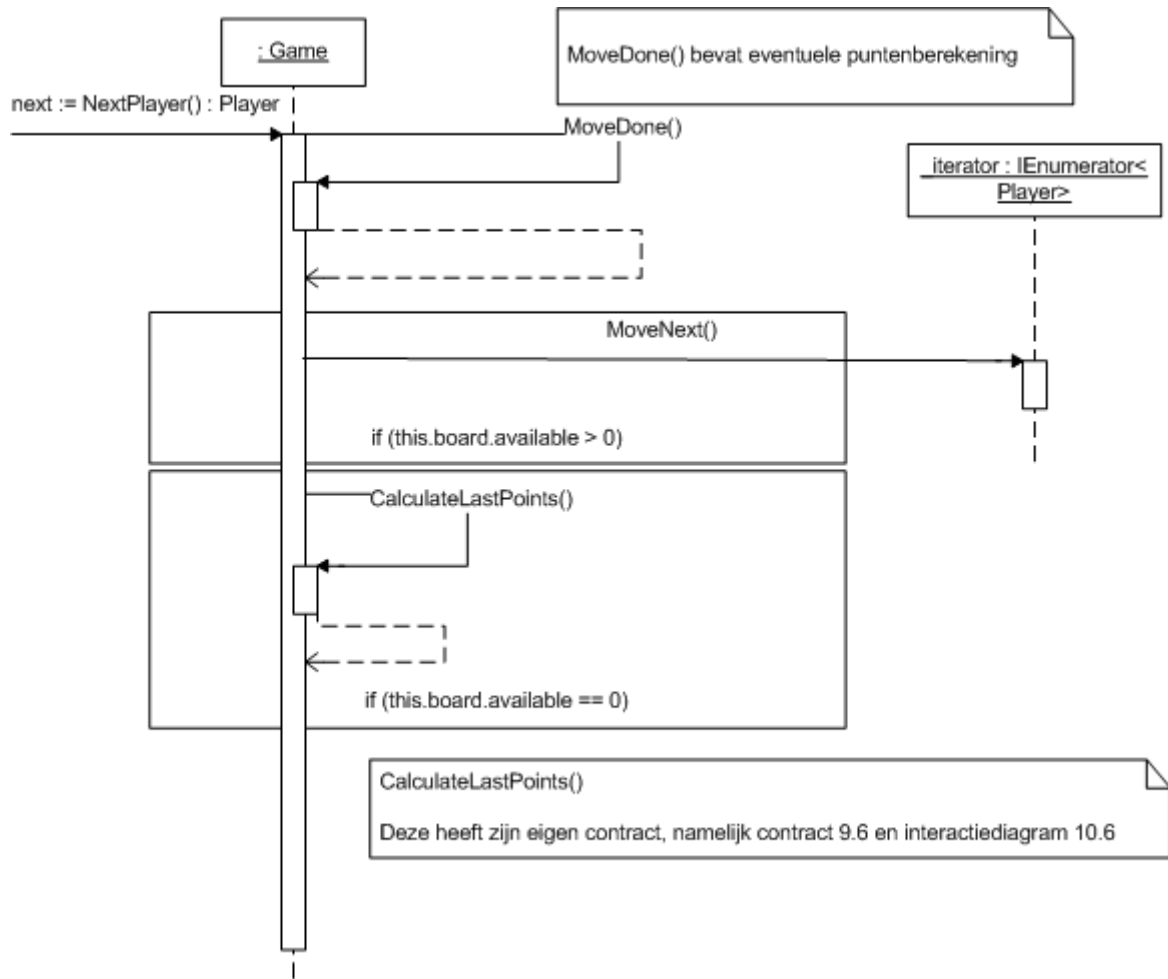 : Game
MoveDone() bevat eventuele puntenberekening
next := NextPlayer() : Player
MoveDone()
_iterator : IEnumerator<
Player>
MoveNext()
if (this.board.available > 0)
CalculateLastPoints()
if (this.board.available == 0)
CalculateLastPoints()
Deze heeft zijn eigen contract, namelijk contract 9.6 en interactiediagram 10.6